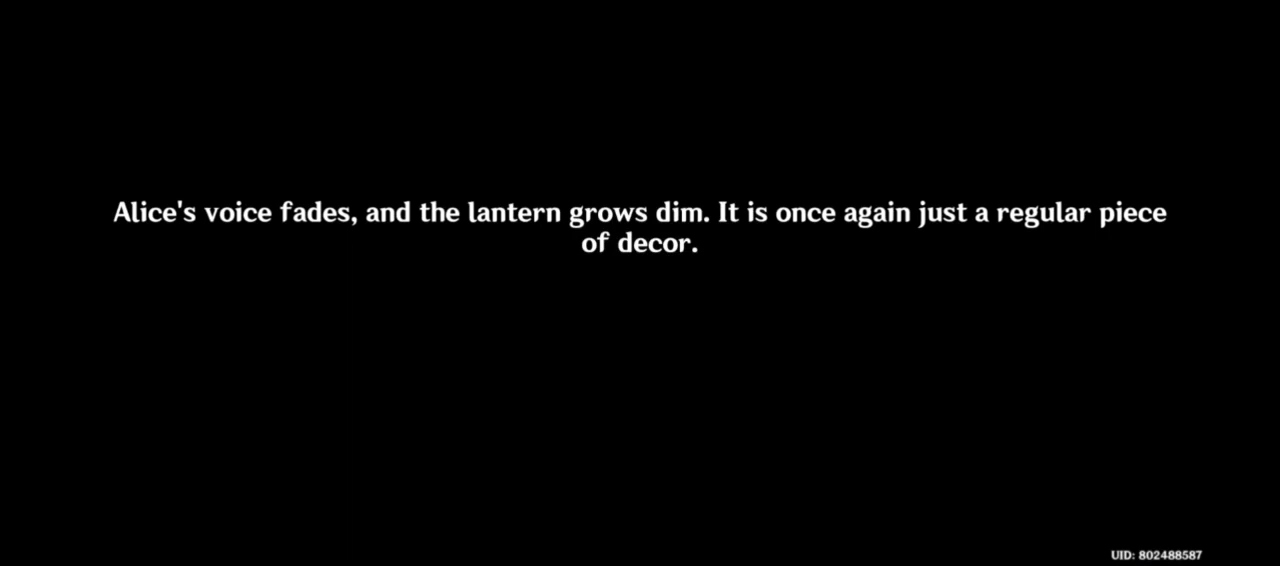 Alice's voice fades, and the lantern grows dim. It is once again just a regular piece
of decor.
UID: 802488587